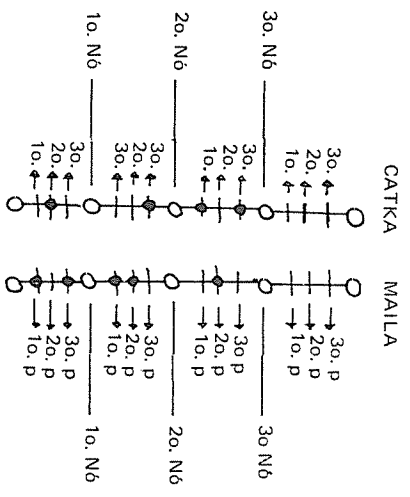 CATKA MAILA
3o. 3o. p
2o. 2o. p
1o. 1o. p
3o. Nó 3o Nó
3o. 3o p
2o. 2o. p
1o. 1o. p
2o. Nó 2o. Nó
3o. 3o. p
2o. 2o. p
3o. 1o. p
1o. Nó 1o. Nó
3o. 3o. p
2o. 2o. p
1o. 1o. p